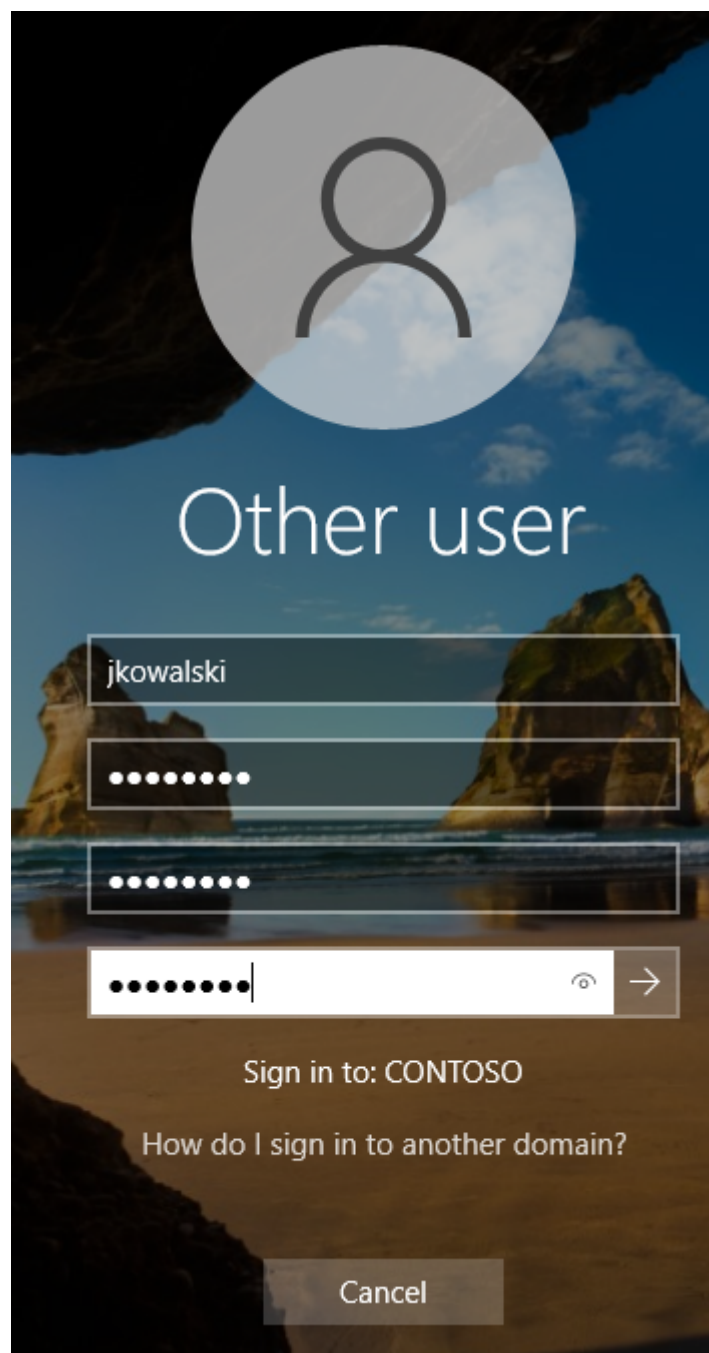 Other user
jkowalski
••••••••
••••••••
••••••••
Sign in to: CONTOSO
How do I sign in to another domain?
Cancel